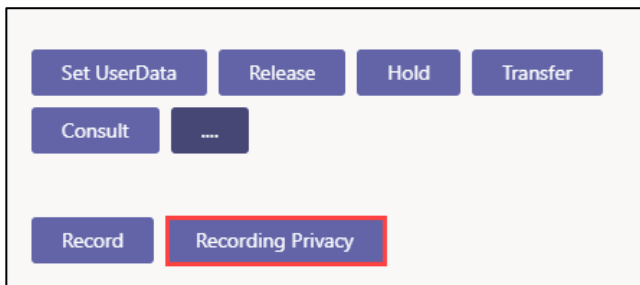 Set UserData Release Hold Transfer
Consult ....
Record Recording Privacy